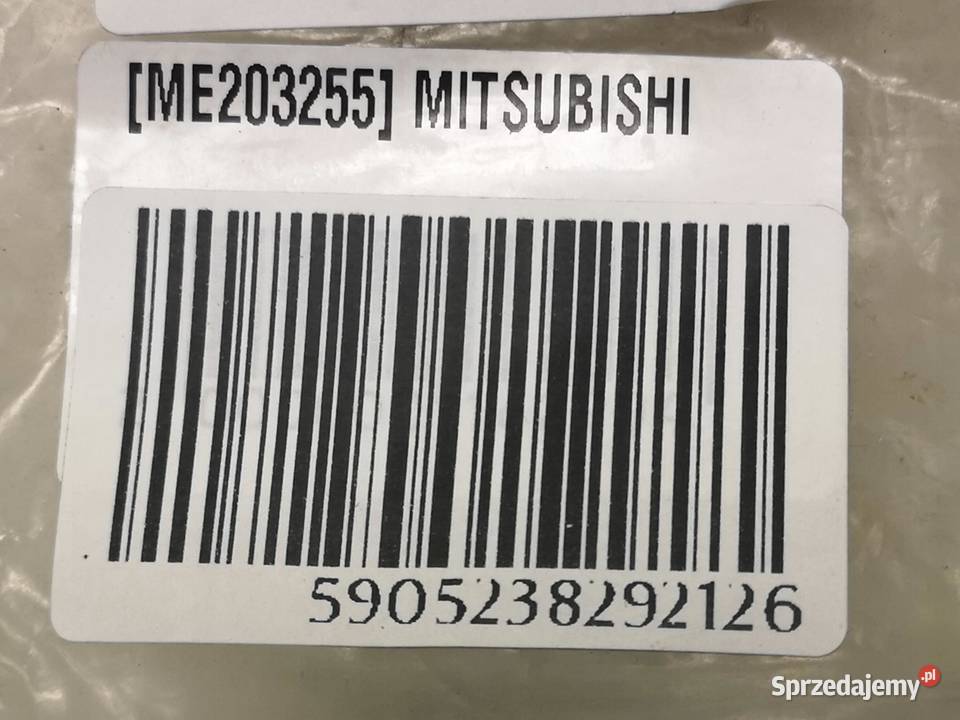 [ME203255] MITSUBISHI
5905238292126
Sprzedajemy.pl